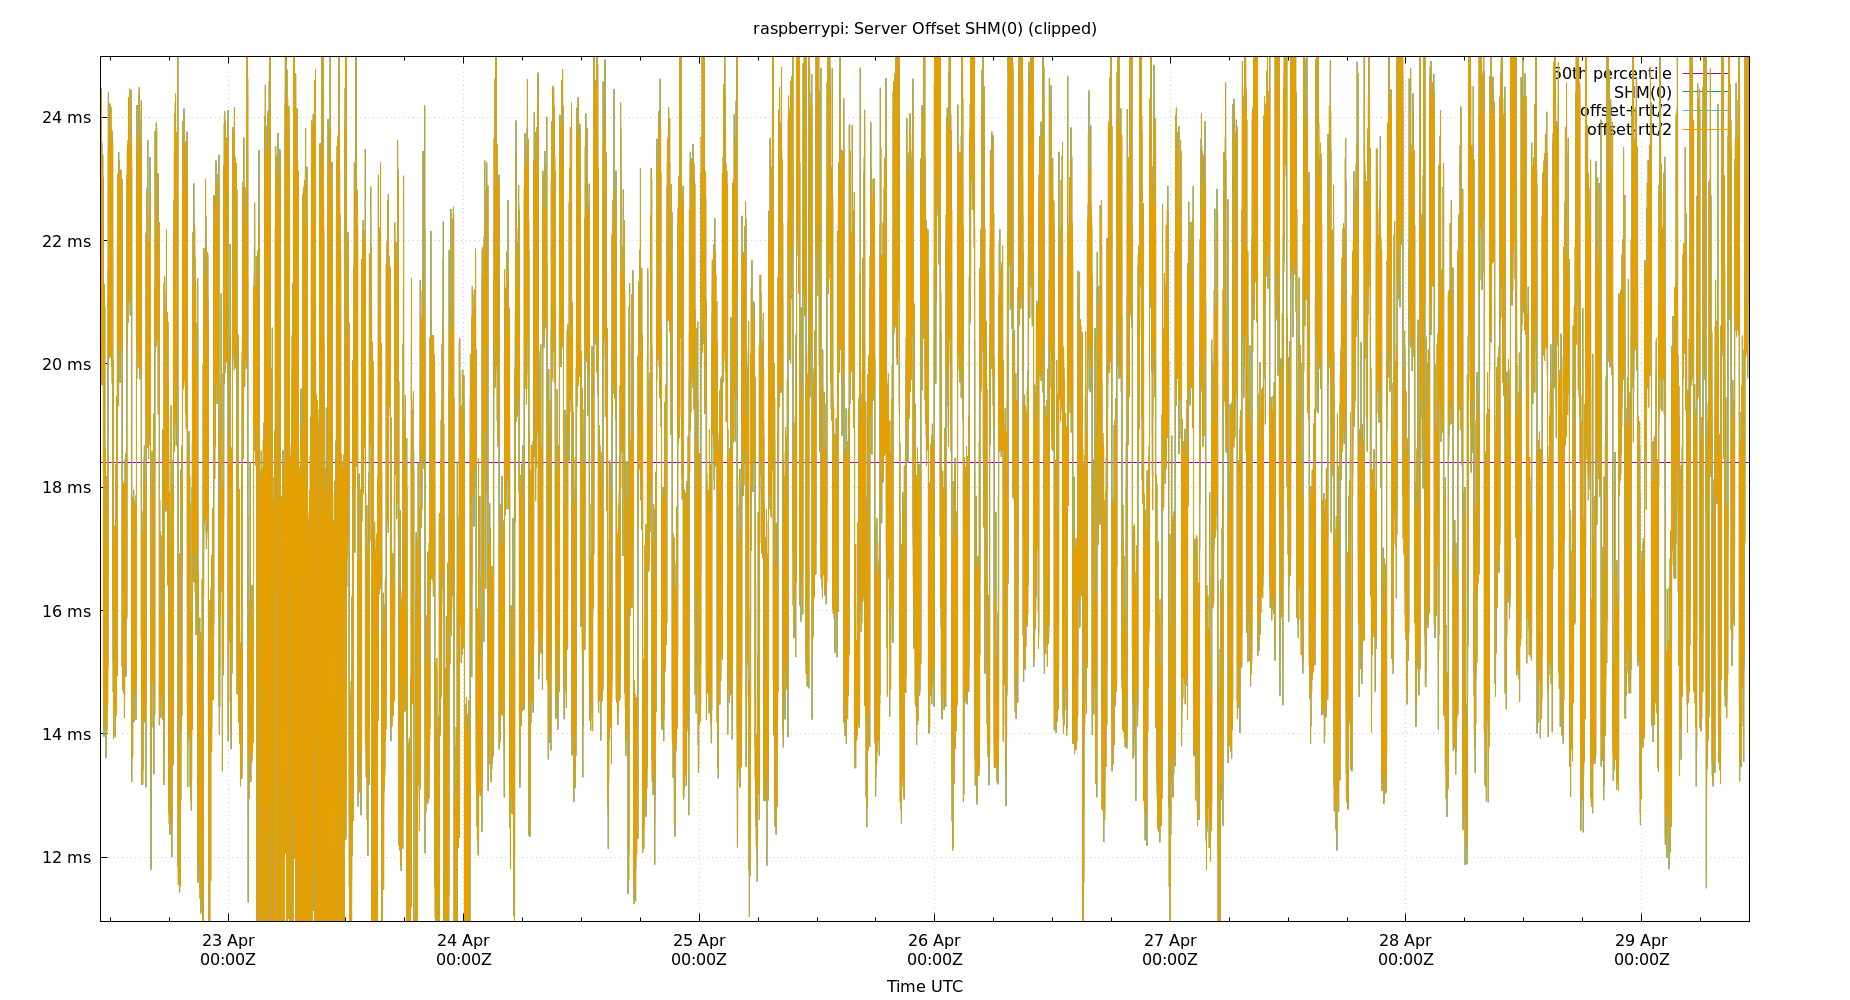 raspberrypi: Server Offset SHM(0) (clipped)
50th percentile
SHM(0)
offset+rtt/2
offset-rtt/2
24 ms
22 ms
20 ms
18 ms
16 ms
14 ms
12 ms
23 Apr 24 Apr 25 Apr 26 Apr 27 Apr 28 Apr 29 Apr
00:00Z 00:00Z 00:00Z 00:00Z 00:00Z 00:00Z 00:00Z
Time UTC